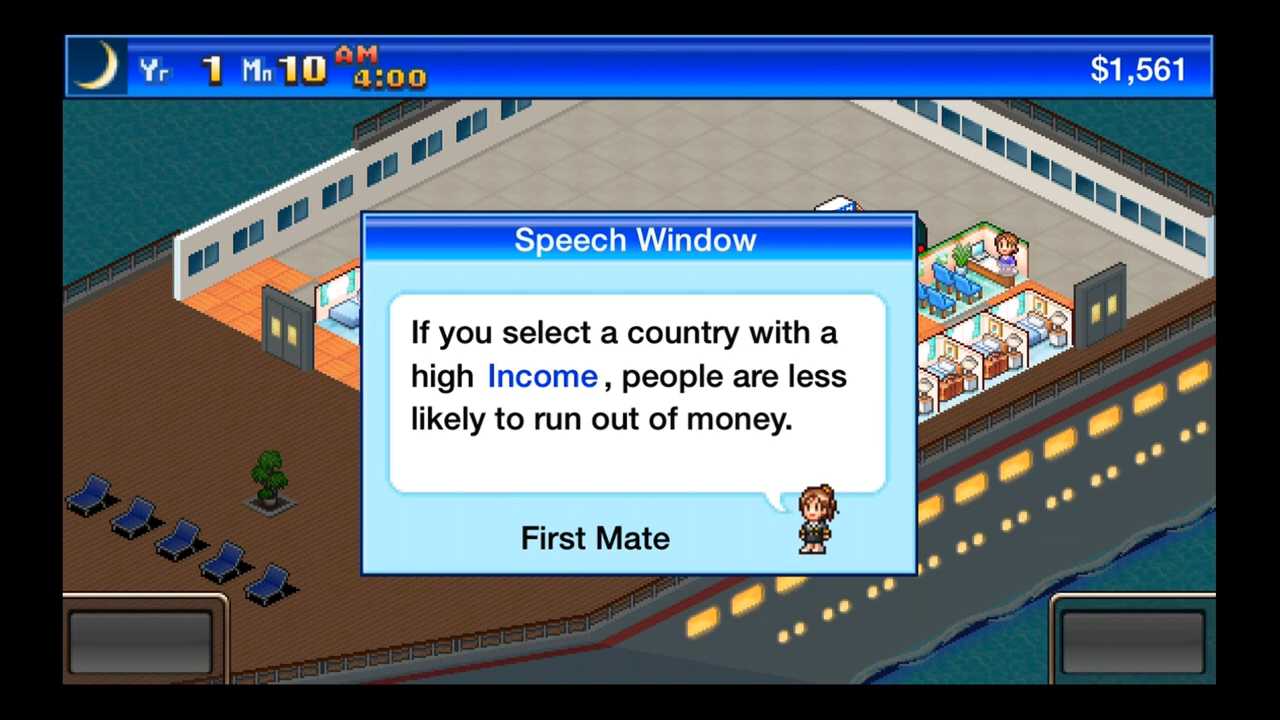 Yr 1 Mn 10 AM 4:00 $1,561
Speech Window
If you select a country with a
high Income, people are less
likely to run out of money.
First Mate